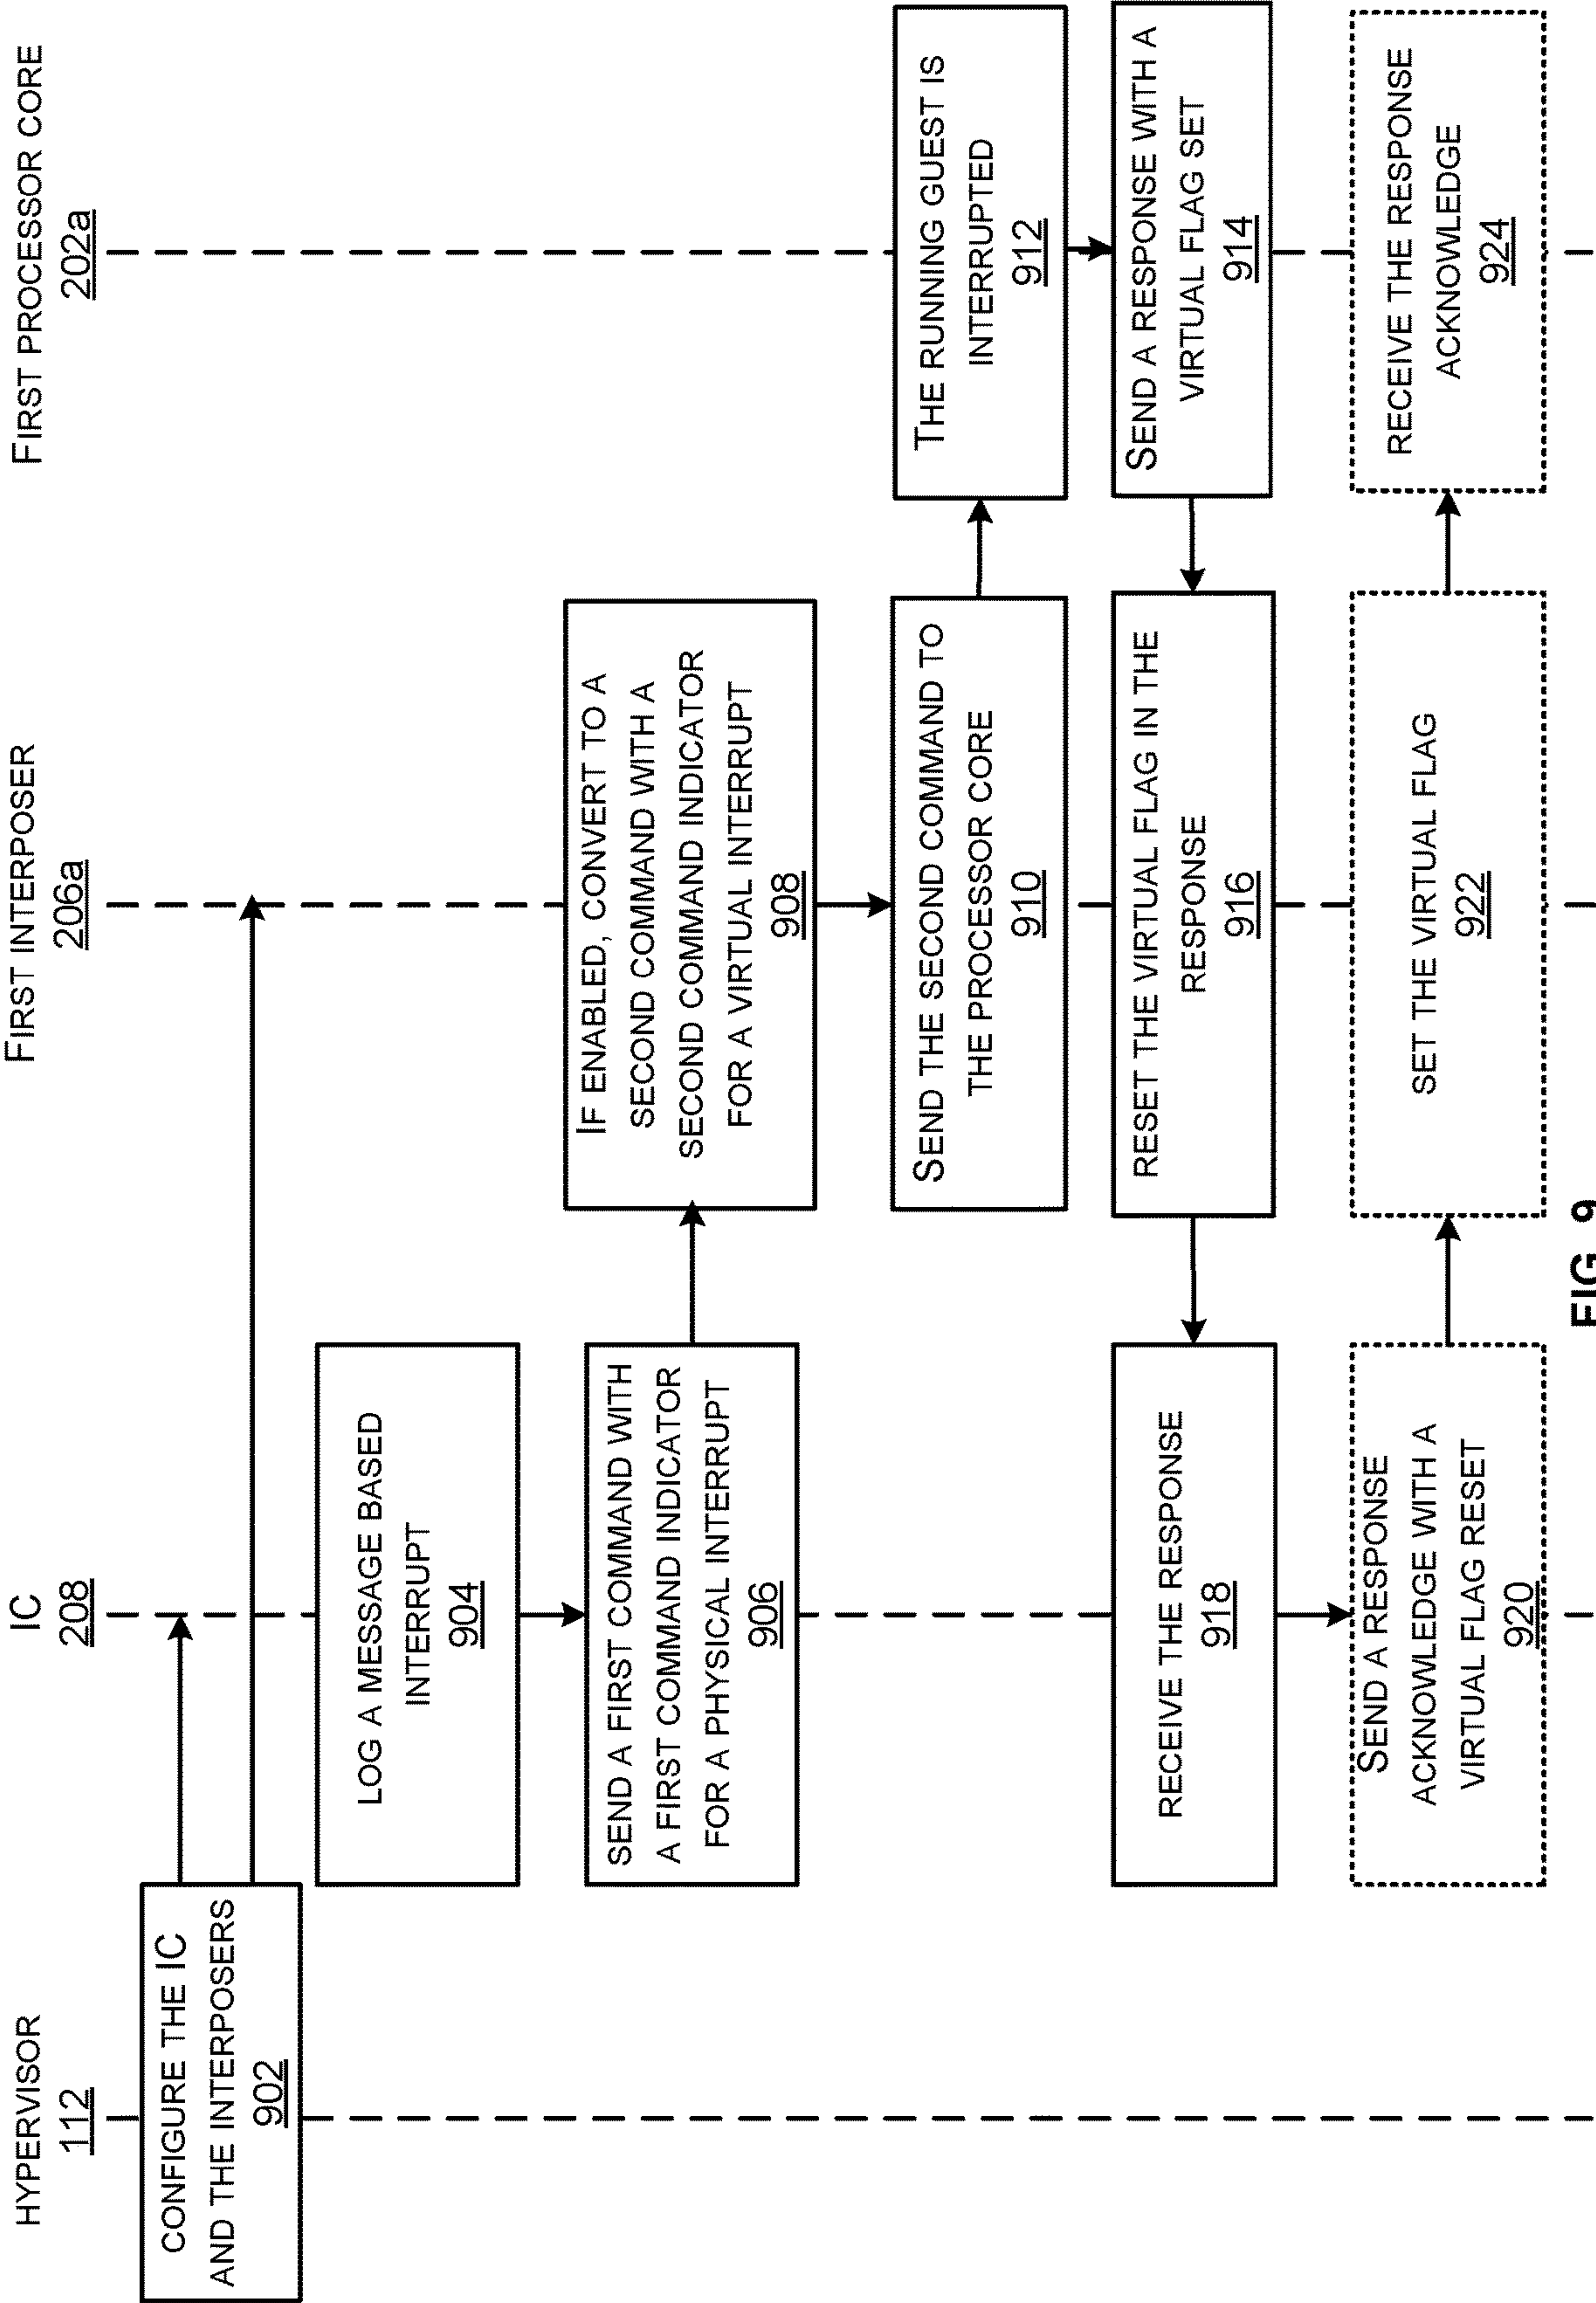 HYPERVISOR
112
IC
208
FIRST INTERPOSER
206a
FIRST PROCESSOR CORE
202a
CONFIGURE THE IC
AND THE INTERPOSERS
902
LOG A MESSAGE BASED
INTERRUPT
904
SEND A FIRST COMMAND WITH
A FIRST COMMAND INDICATOR
FOR A PHYSICAL INTERRUPT
906
IF ENABLED, CONVERT TO A
SECOND COMMAND WITH A
SECOND COMMAND INDICATOR
FOR A VIRTUAL INTERRUPT
908
SEND THE SECOND COMMAND TO
THE PROCESSOR CORE
910
THE RUNNING GUEST IS
INTERRUPTED
912
SEND A RESPONSE WITH A
VIRTUAL FLAG SET
914
RESET THE VIRTUAL FLAG IN THE
RESPONSE
916
RECEIVE THE RESPONSE
918
SEND A RESPONSE
ACKNOWLEDGE WITH A
VIRTUAL FLAG RESET
920
SET THE VIRTUAL FLAG
922
RECEIVE THE RESPONSE
ACKNOWLEDGE
924
FIG. 9